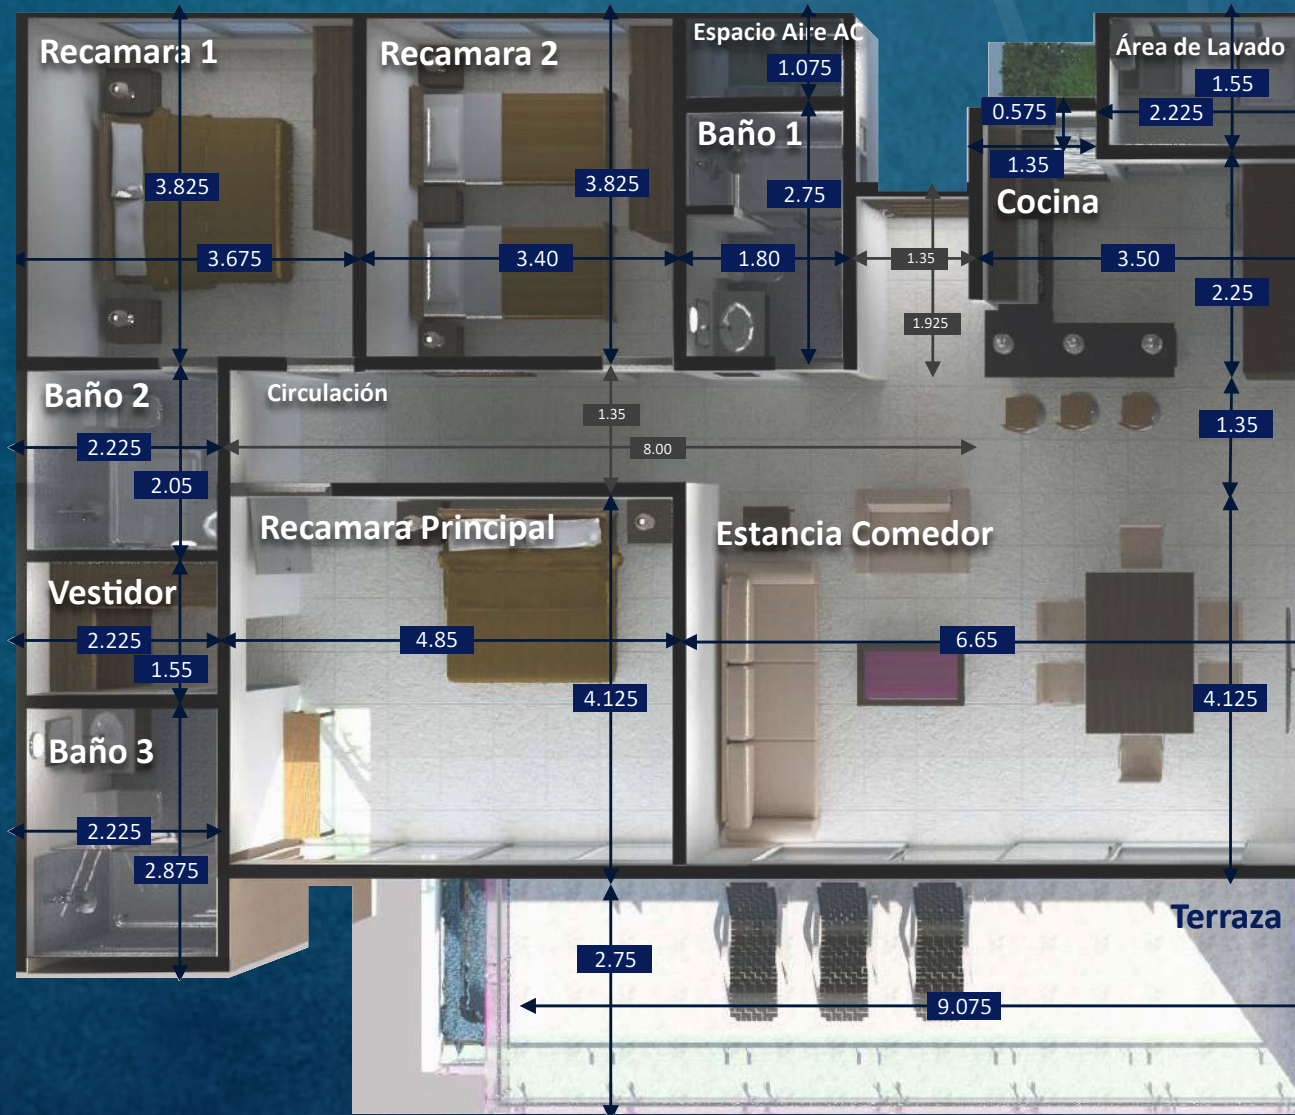 Recamara 1
Recamara 2
Espacio Aire AC
1.075
Área de Lavado
1.55
0.575
2.225
1.35
Baño 1
3.825
3.825
2.75
Cocina
3.675
3.40
1.80
1.35
3.50
2.25
1.925
Baño 2
Circulación
1.35
1.35
2.225
8.00
2.05
Recamara Principal
Estancia Comedor
Vestidor
2.225
4.85
6.65
1.55
4.125
4.125
Baño 3
2.225
2.875
Terraza
2.75
9.075